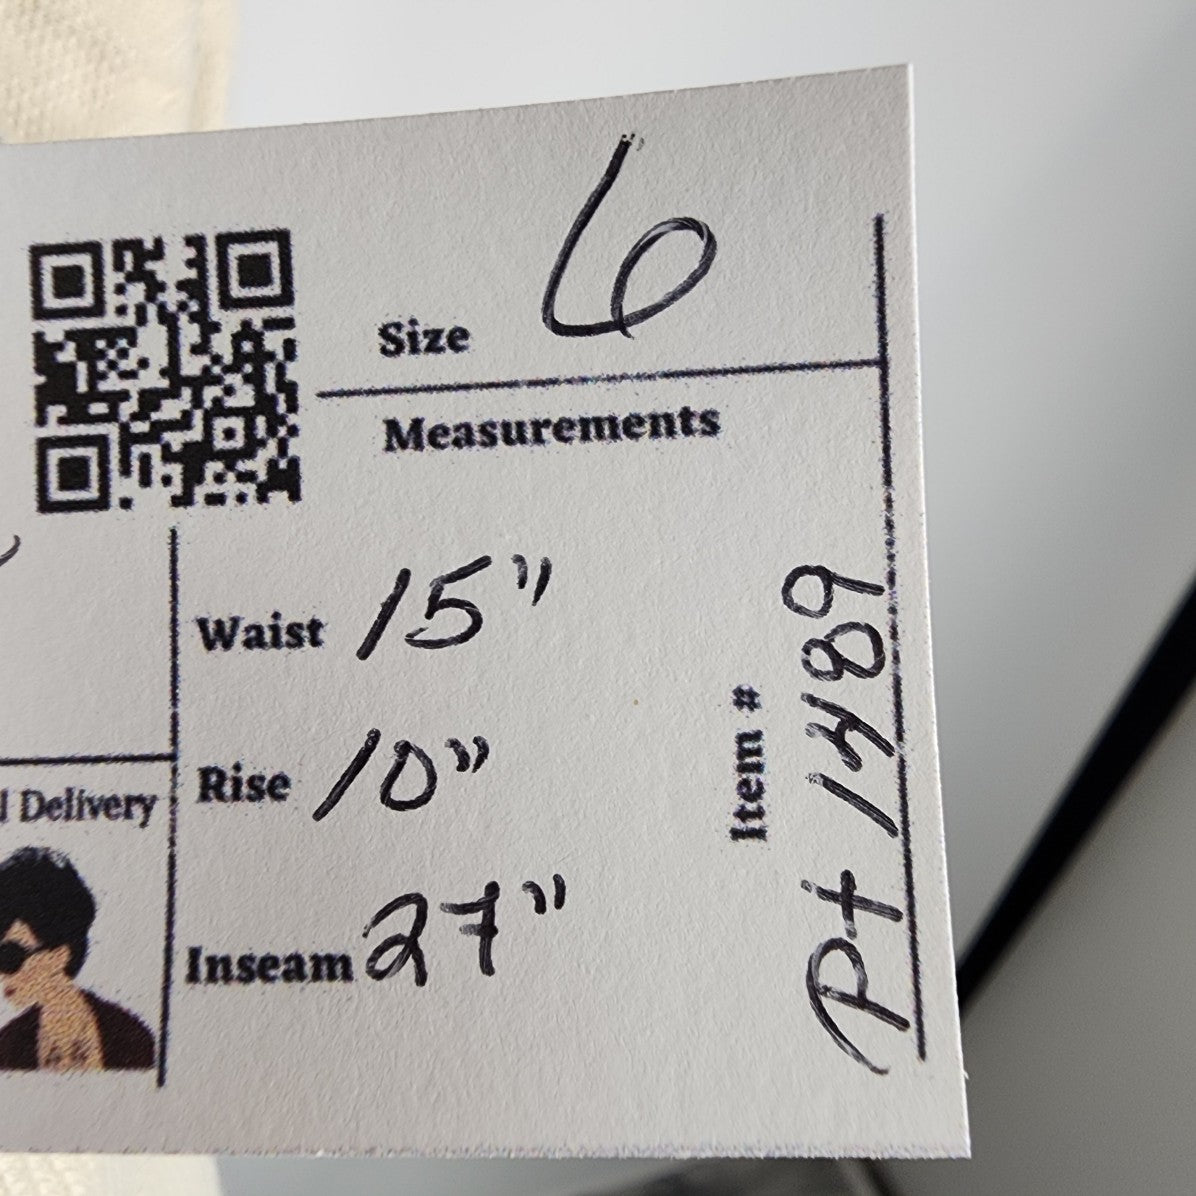 Size 6
Measurements
Waist 15"
Rise 10"
Inseam 27"
Item #
Pt 1489
Delivery